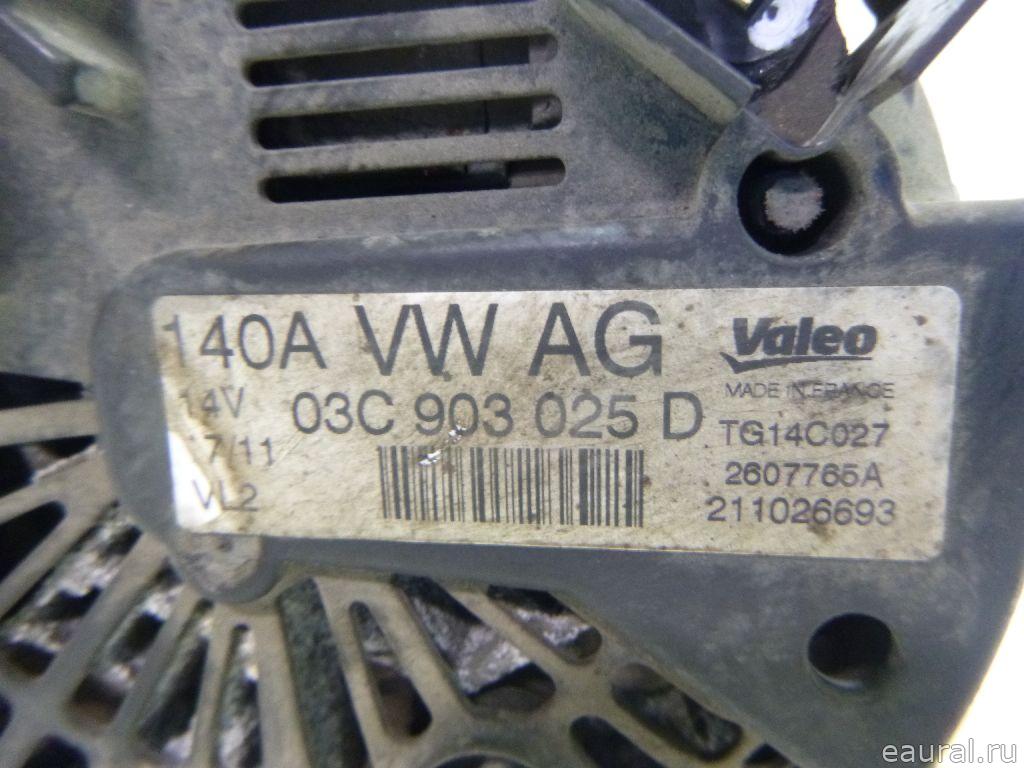 140A VW AG
Valeo
MADE IN FRANCE
14V 03C 903 025 D
TG14C027
7/11
2607765A
VL2
211026693
eaural.ru